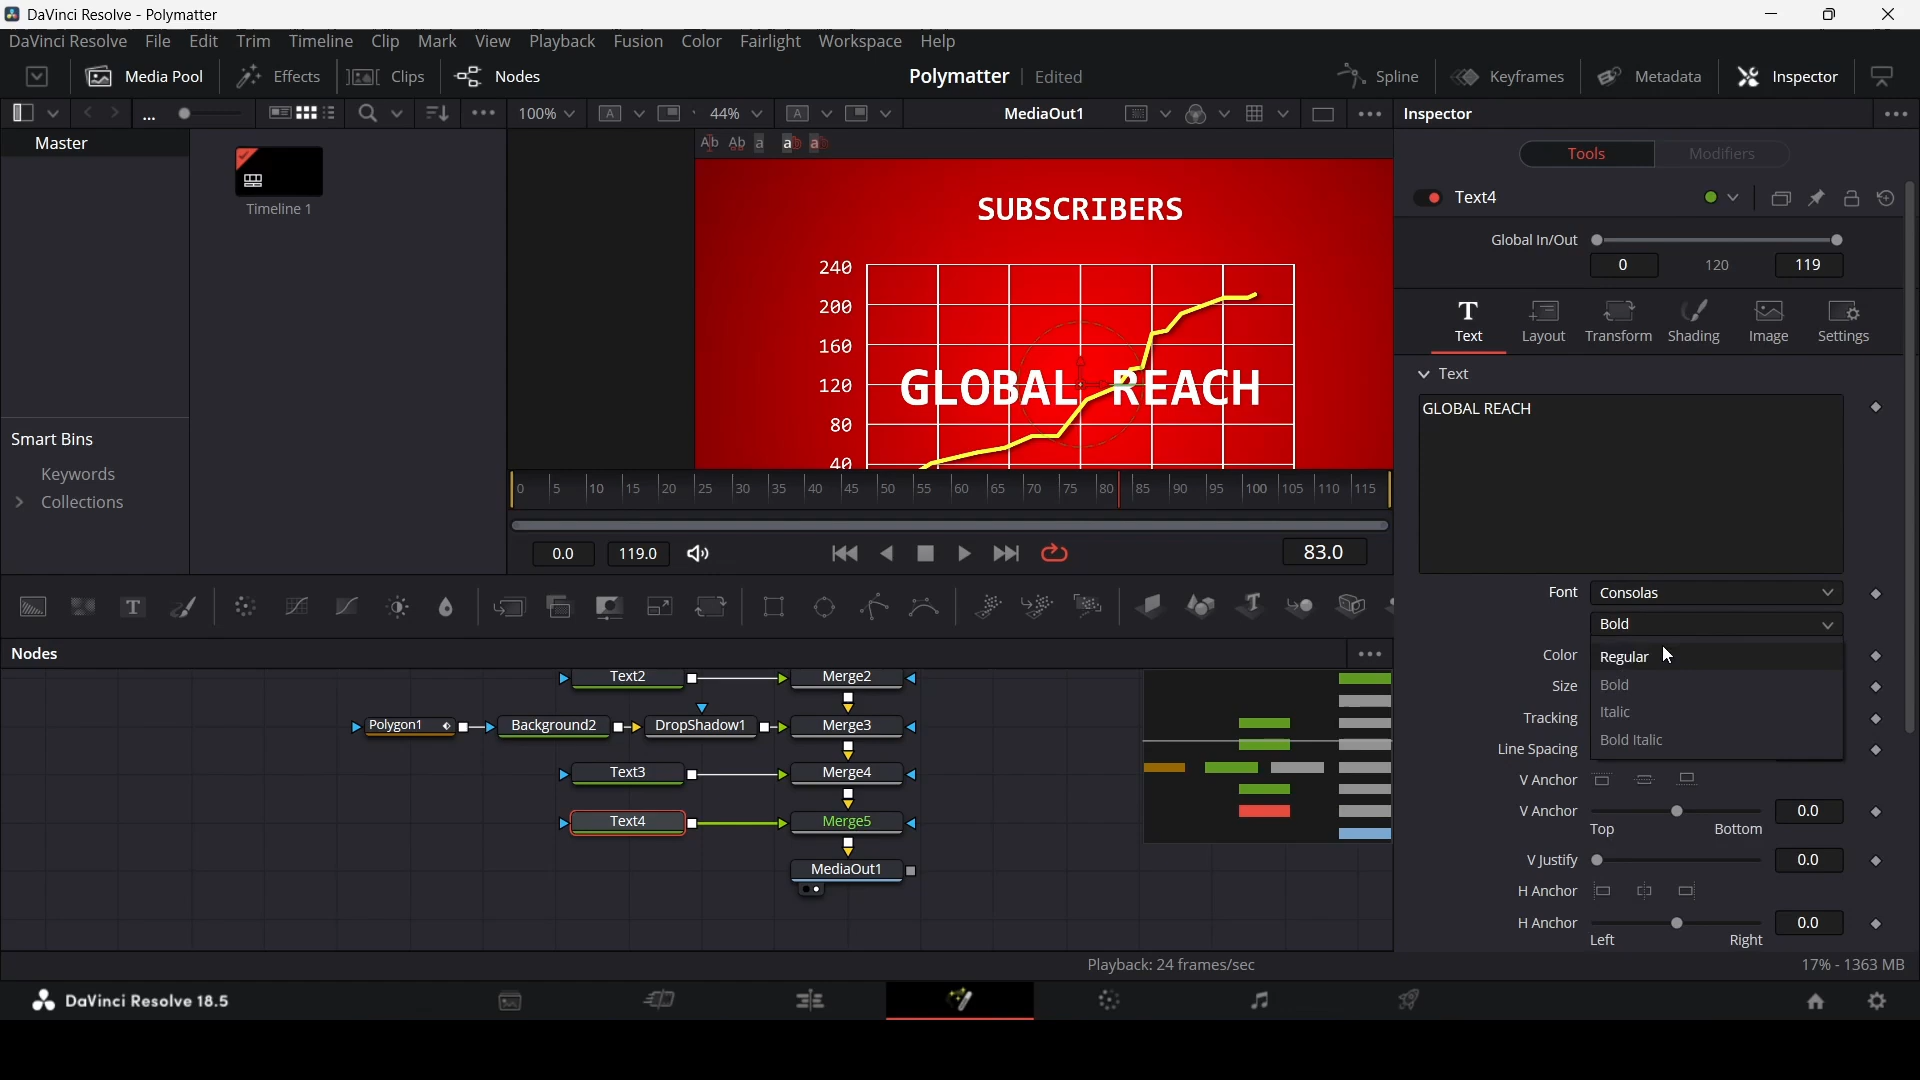 DaVinci Resolve - Polymatter
DaVinci Resolve File Edit Trim Timeline Clip Mark View Playback Fusion Color Fairlight Workspace Help
Media Pool Effects Clips Nodes Polymatter Edited Spline Keyframes Metadata Inspector
... 100% 44% MediaOut1 Inspector
Master
Timeline 1
Smart Bins
Keywords
Collections
SUBSCRIBERS
240
200
160
120
80
40
GLOBAL REACH
0 5 10 15 20 25 30 35 40 45 50 55 60 65 70 75 80 85 90 95 100 105 110 115
0.0 119.0 83.0
Tools Modifiers
Text4
Global In/Out
0 120 119
Text Layout Transform Shading Image Settings
Text
GLOBAL REACH
Font Consolas
Bold
Color Regular
Size Bold
Tracking Italic
Line Spacing Bold Italic
V Anchor
V Anchor 0.0
Top Bottom
V Justify 0.0
H Anchor
H Anchor 0.0
Left Right
Nodes
Text2 Merge2
Polygon1 Background2 DropShadow1 Merge3
Text3 Merge4
Text4 Merge5
MediaOut1
Playback: 24 frames/sec 17% - 1363 MB
DaVinci Resolve 18.5